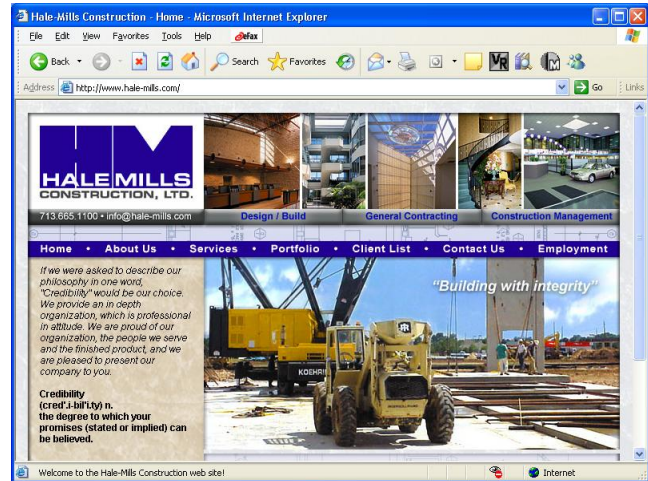 Hale-Mills Construction - Home - Microsoft Internet Explorer
File Edit View Favorites Tools Help eFax
Back Search Favorites VR
Address http://www.hale-mills.com/ Go Links
HM
HALE MILLS
CONSTRUCTION, LTD.
713.665.1100 • info@hale-mills.com Design / Build General Contracting Construction Management
Home • About Us • Services • Portfolio • Client List • Contact Us • Employment
If we were asked to describe our
philosophy in one word,
"Credibility" would be our choice.
We provide an in depth
organization, which is professional
in attitude. We are proud of our
organization, the people we serve
and the finished product, and we
are pleased to present our
company to you.
Credibility
(cred'.i-bil'i.ty) n.
the degree to which your
promises (stated or implied) can
be believed.
"Building with integrity"
KOEHRI
IR
Welcome to the Hale-Mills Construction web site! Internet